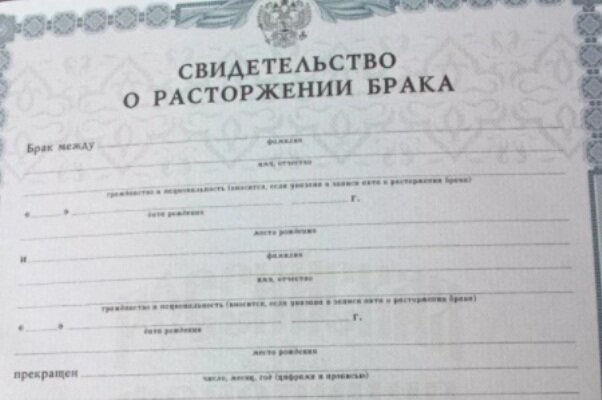 СВИДЕТЕЛЬСТВО
О РАСТОРЖЕНИИ БРАКА
Брак между
фамилия
имя, отчество
гражданство и национальность (вносится, если указана в записи акта о расторжении брака)
«     » г.
дата рождения
место рождения
и
фамилия
имя, отчество
гражданство и национальность (вносится, если указана в записи акта о расторжении брака)
«     » г.
дата рождения
место рождения
прекращен
число, месяц, год (цифрами и прописью)